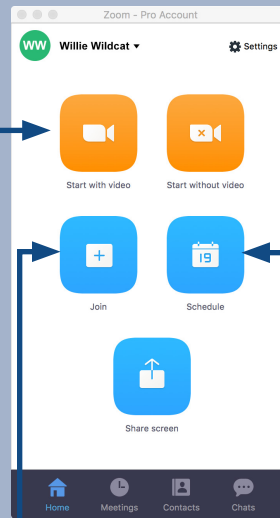 Zoom - Pro Account
WW Willie Wildcat ▾ Settings
Start with video Start without video
19
Join Schedule
Share screen
Home Meetings Contacts Chats